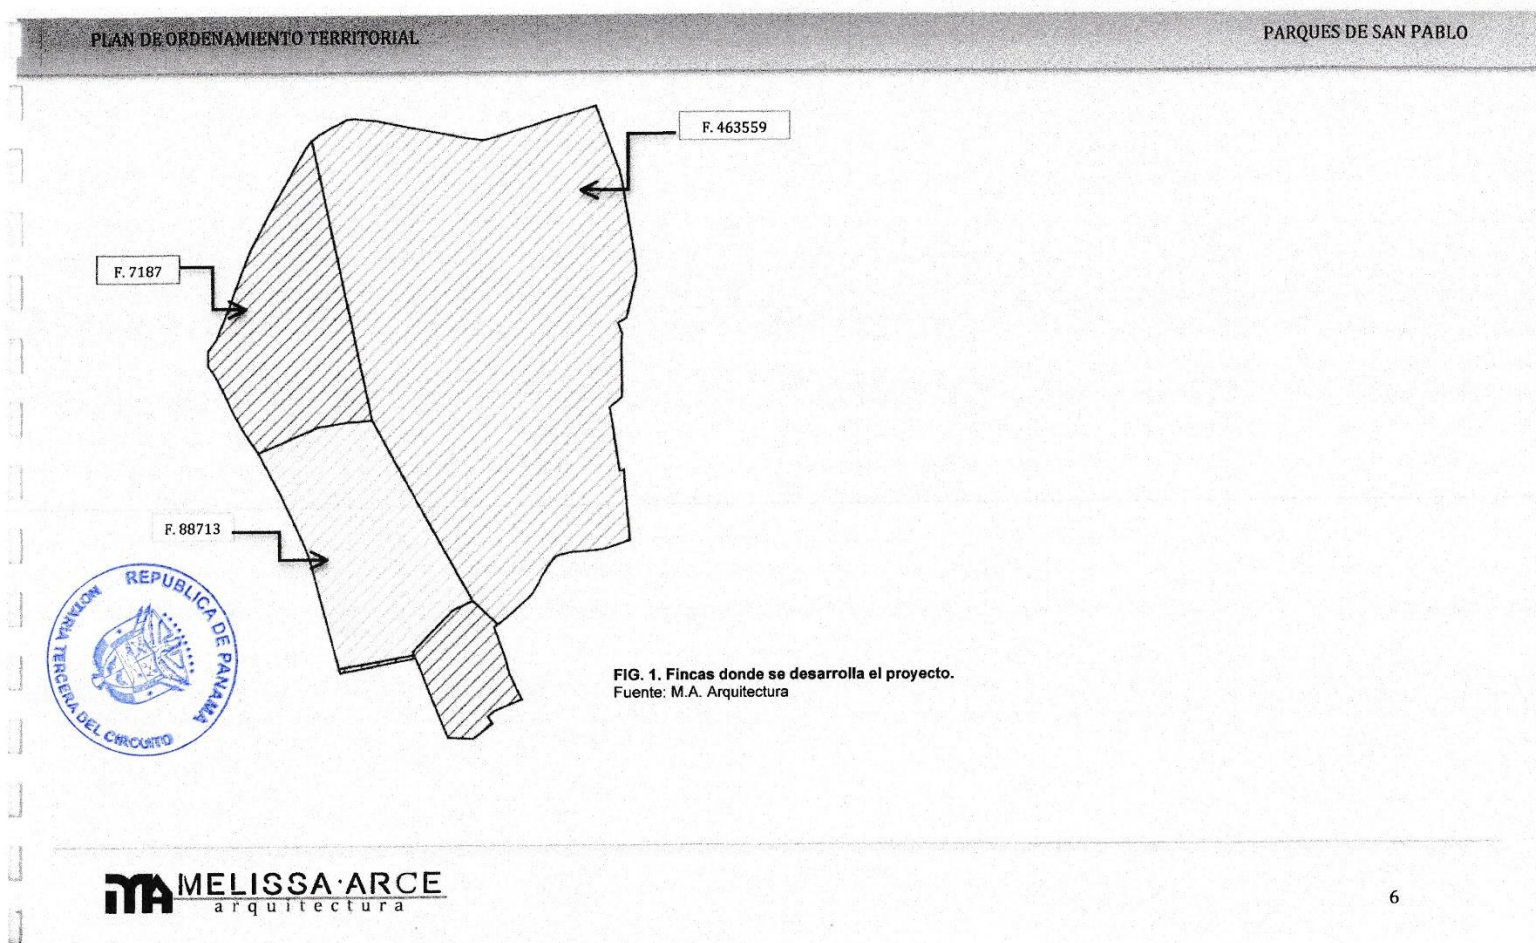 PLAN DE ORDENAMIENTO TERRITORIAL
PARQUES DE SAN PABLO
F. 463559
F. 7187
F. 88713
REPUBLICA DE PANAMA
NOTARIA TERCERA DEL CIRCUITO
FIG. 1. Fincas donde se desarrolla el proyecto.
Fuente: M.A. Arquitectura
MA MELISSA·ARCE
arquitectura
6